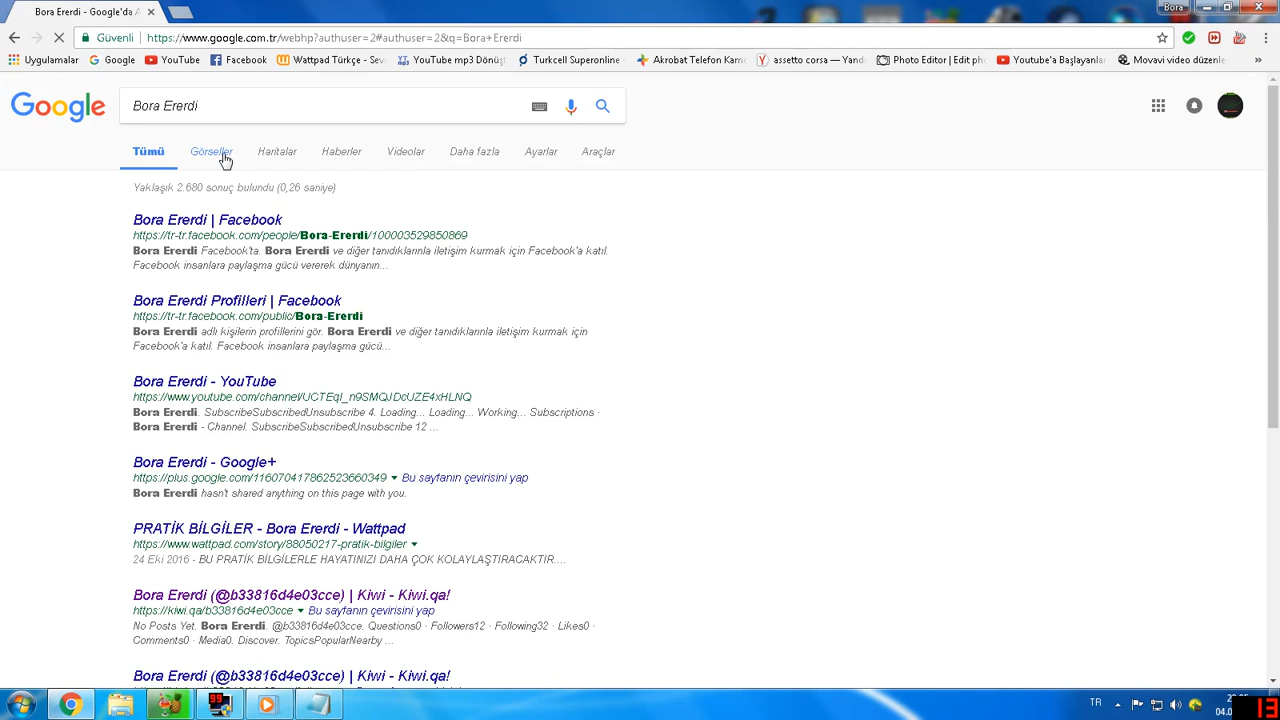 Bora Ererdi - Google'da A
Bora
Güvenli
https://www.google.com.tr/webhp?authuser=2#authuser=2&q=Bora+Ererdi
Uygulamalar
Google
YouTube
Facebook
Wattpad Türkçe - Sev
YouTube mp3 Dönüşt
Turkcell Superonline -
Akrobat Telefon Kame
assetto corsa — Yand
Photo Editor | Edit pho
Youtube'a Başlayanlar
Movavi video düzenle
»
Google
Bora Ererdi
Tümü
Görseller
Haritalar
Haberler
Videolar
Daha fazla
Ayarlar
Araçlar
Yaklaşık 2.680 sonuç bulundu (0,26 saniye)
Bora Ererdi | Facebook
https://tr-tr.facebook.com/people/Bora-Ererdi/100003529850869
Bora Ererdi Facebook'ta. Bora Ererdi ve diğer tanıdıklarınla iletişim kurmak için Facebook'a katıl.
Facebook insanlara paylaşma gücü vererek dünyanın...
Bora Ererdi Profilleri | Facebook
https://tr-tr.facebook.com/public/Bora-Ererdi
Bora Ererdi adlı kişilerin profillerini gör. Bora Ererdi ve diğer tanıdıklarınla iletişim kurmak için
Facebook'a katıl. Facebook insanlara paylaşma gücü...
Bora Ererdi - YouTube
https://www.youtube.com/channel/UCTEql_n9SMQJDcUZE4xHLNQ
Bora Ererdi. SubscribeSubscribedUnsubscribe 4. Loading... Loading... Working... Subscriptions ·
Bora Ererdi - Channel. SubscribeSubscribedUnsubscribe 12 ...
Bora Ererdi - Google+
https://plus.google.com/116070417862523660349
Bu sayfanın çevirisini yap
Bora Ererdi hasn't shared anything on this page with you.
PRATİK BİLGİLER - Bora Ererdi - Wattpad
https://www.wattpad.com/story/88050217-pratik-bilgiler
24 Eki 2016 - BU PRATİK BİLGİLERLE HAYATINIZI DAHA ÇOK KOLAYLAŞTIRACAKTIR....
Bora Ererdi (@b33816d4e03cce) | Kiwi - Kiwi.qa!
https://kiwi.qa/b33816d4e03cce
Bu sayfanın çevirisini yap
No Posts Yet. Bora Ererdi. @b33816d4e03cce. Questions0 · Followers12 · Following32 · Likes0 ·
Comments0 · Media0. Discover. TopicsPopularNearby ...
Bora Ererdi (@b33816d4e03cce) | Kiwi - Kiwi.qa!
99
TR
04.0
13